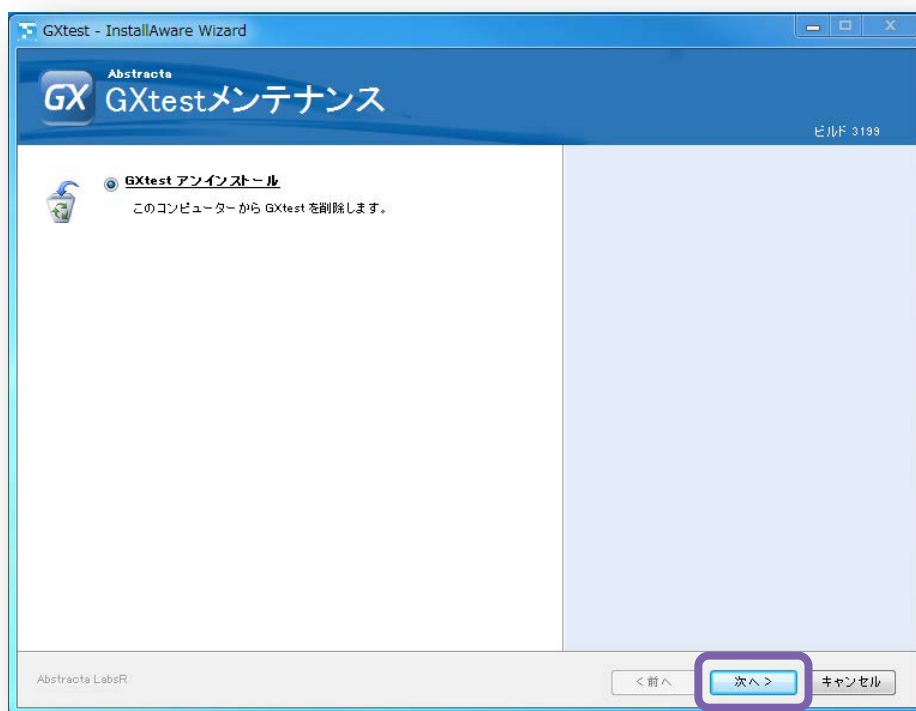 GXtest - InstallAware Wizard
GX
Abstracta
GXtestメンテナンス
ビルド 3199
GXtest アンインストール
このコンピューターから GXtest を削除します。
Abstracta LabsR
<前へ
次へ >
キャンセル